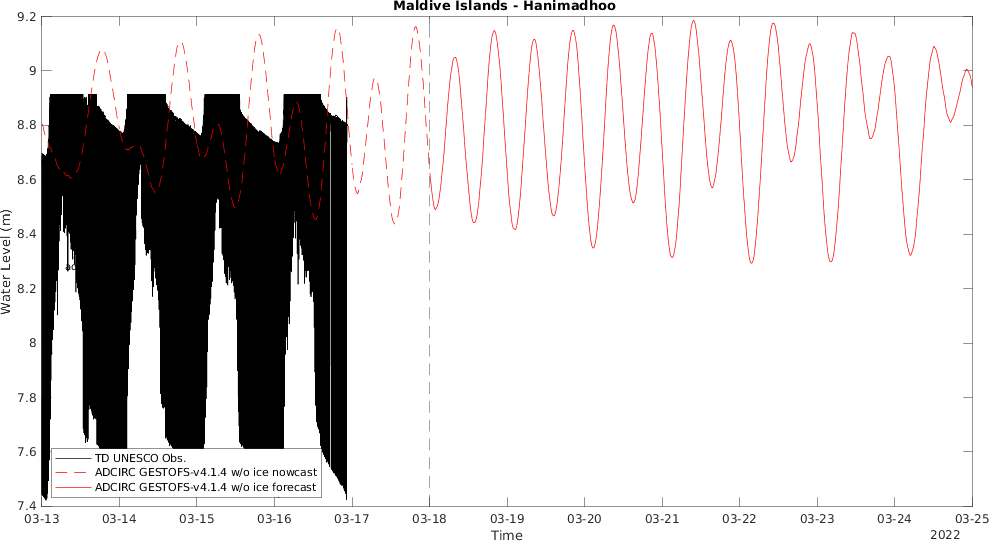 Maldive Islands - Hanimadhoo
9.2
9
8.8
8.6
8.4
8.2
8
7.8
7.6
7.4
Water Level (m)
TD UNESCO Obs.
ADCIRC GESTOFS-v4.1.4 w/o ice nowcast
ADCIRC GESTOFS-v4.1.4 w/o ice forecast
03-13 03-14 03-15 03-16 03-17 03-18 03-19 03-20 03-21 03-22 03-23 03-24 03-25
Time
2022